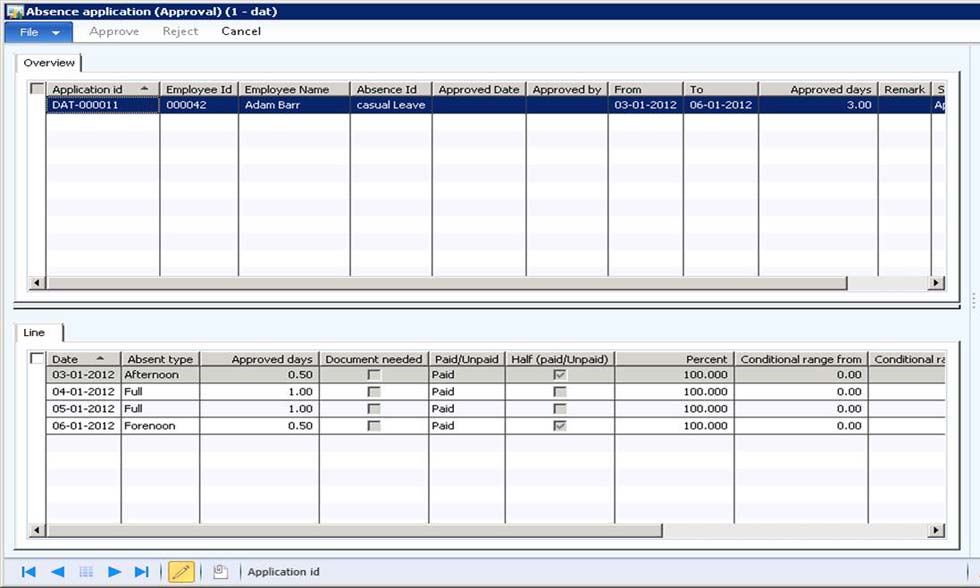 Absence application (Approval) (1 - dat)
File Approve Reject Cancel
Overview
Application id Employee Id Employee Name Absence Id Approved Date Approved by From To Approved days Remark S
DAT-000011 000042 Adam Barr casual Leave 03-01-2012 06-01-2012 3.00 Ap
Line
Date Absent type Approved days Document needed Paid/Unpaid Half (paid/Unpaid) Percent Conditional range from Conditional ra
03-01-2012 Afternoon 0.50 Paid 100.000 0.00
04-01-2012 Full 1.00 Paid 100.000 0.00
05-01-2012 Full 1.00 Paid 100.000 0.00
06-01-2012 Forenoon 0.50 Paid 100.000 0.00
Application id